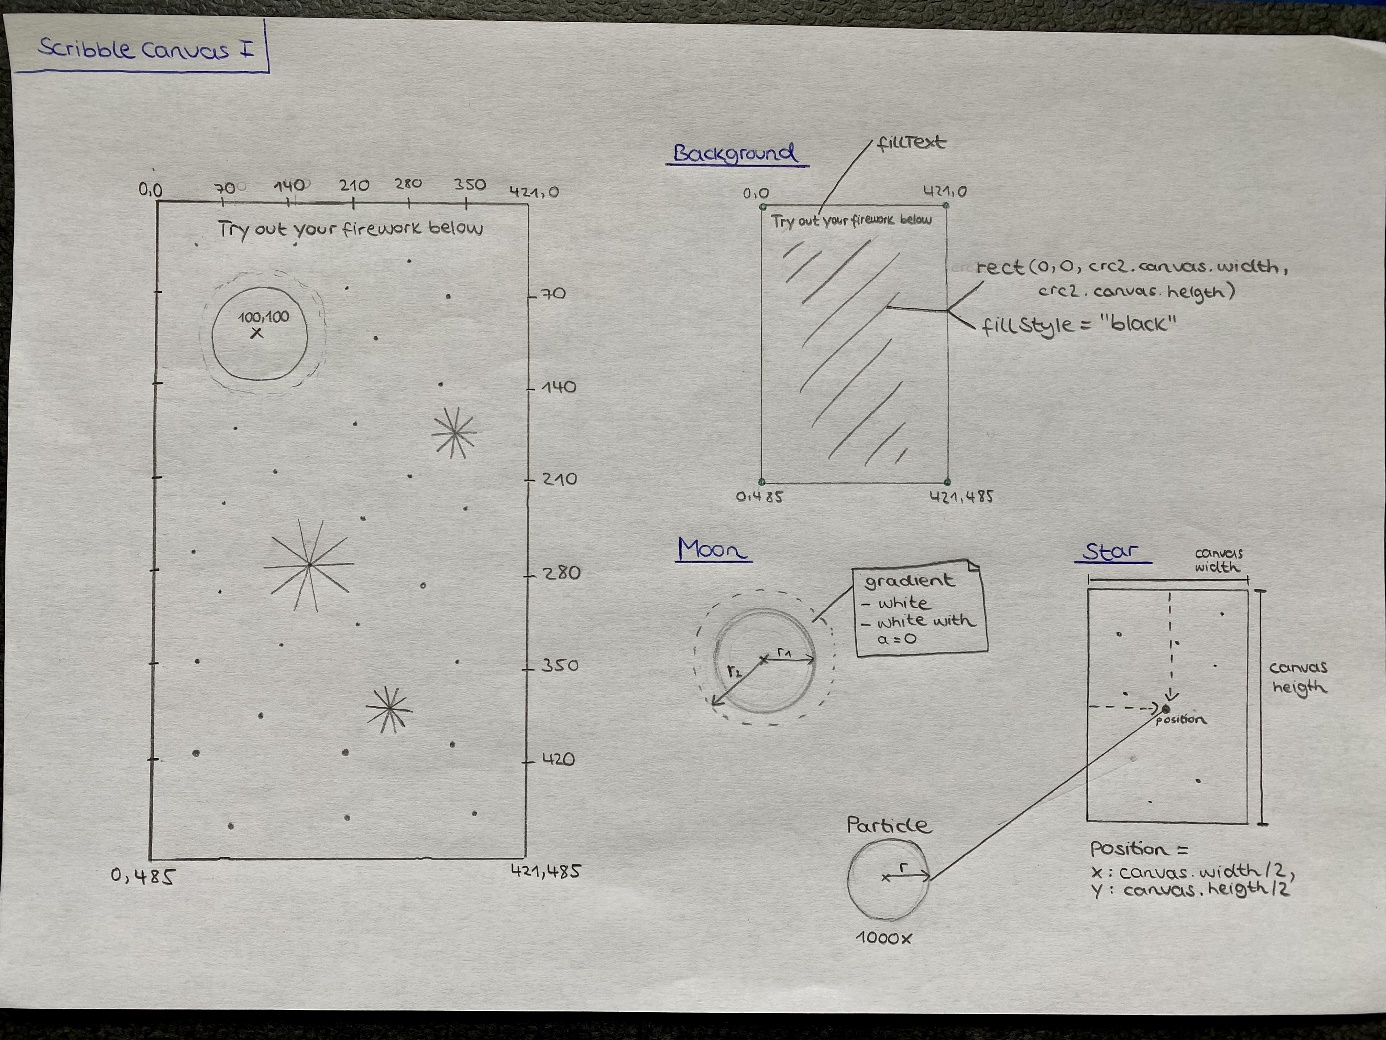 Scribble Canvas I
0,0 70 140 210 280 350 421,0
Try out your firework below
100,100
70
140
210
280
350
420
0,485
421,485
Background
fillText
0,0
421,0
Try out your firework below
rect(0,0, crc2.canvas.width,
crc2.canvas.heigth)
fillStyle = "black"
0,485
421,485
Moon
gradient
- white
- white with
a=0
r1
r2
Star
canvas
width
canvas
heigth
position
Position =
x: canvas.width/2,
y: canvas.heigth/2
Particle
r
1000x